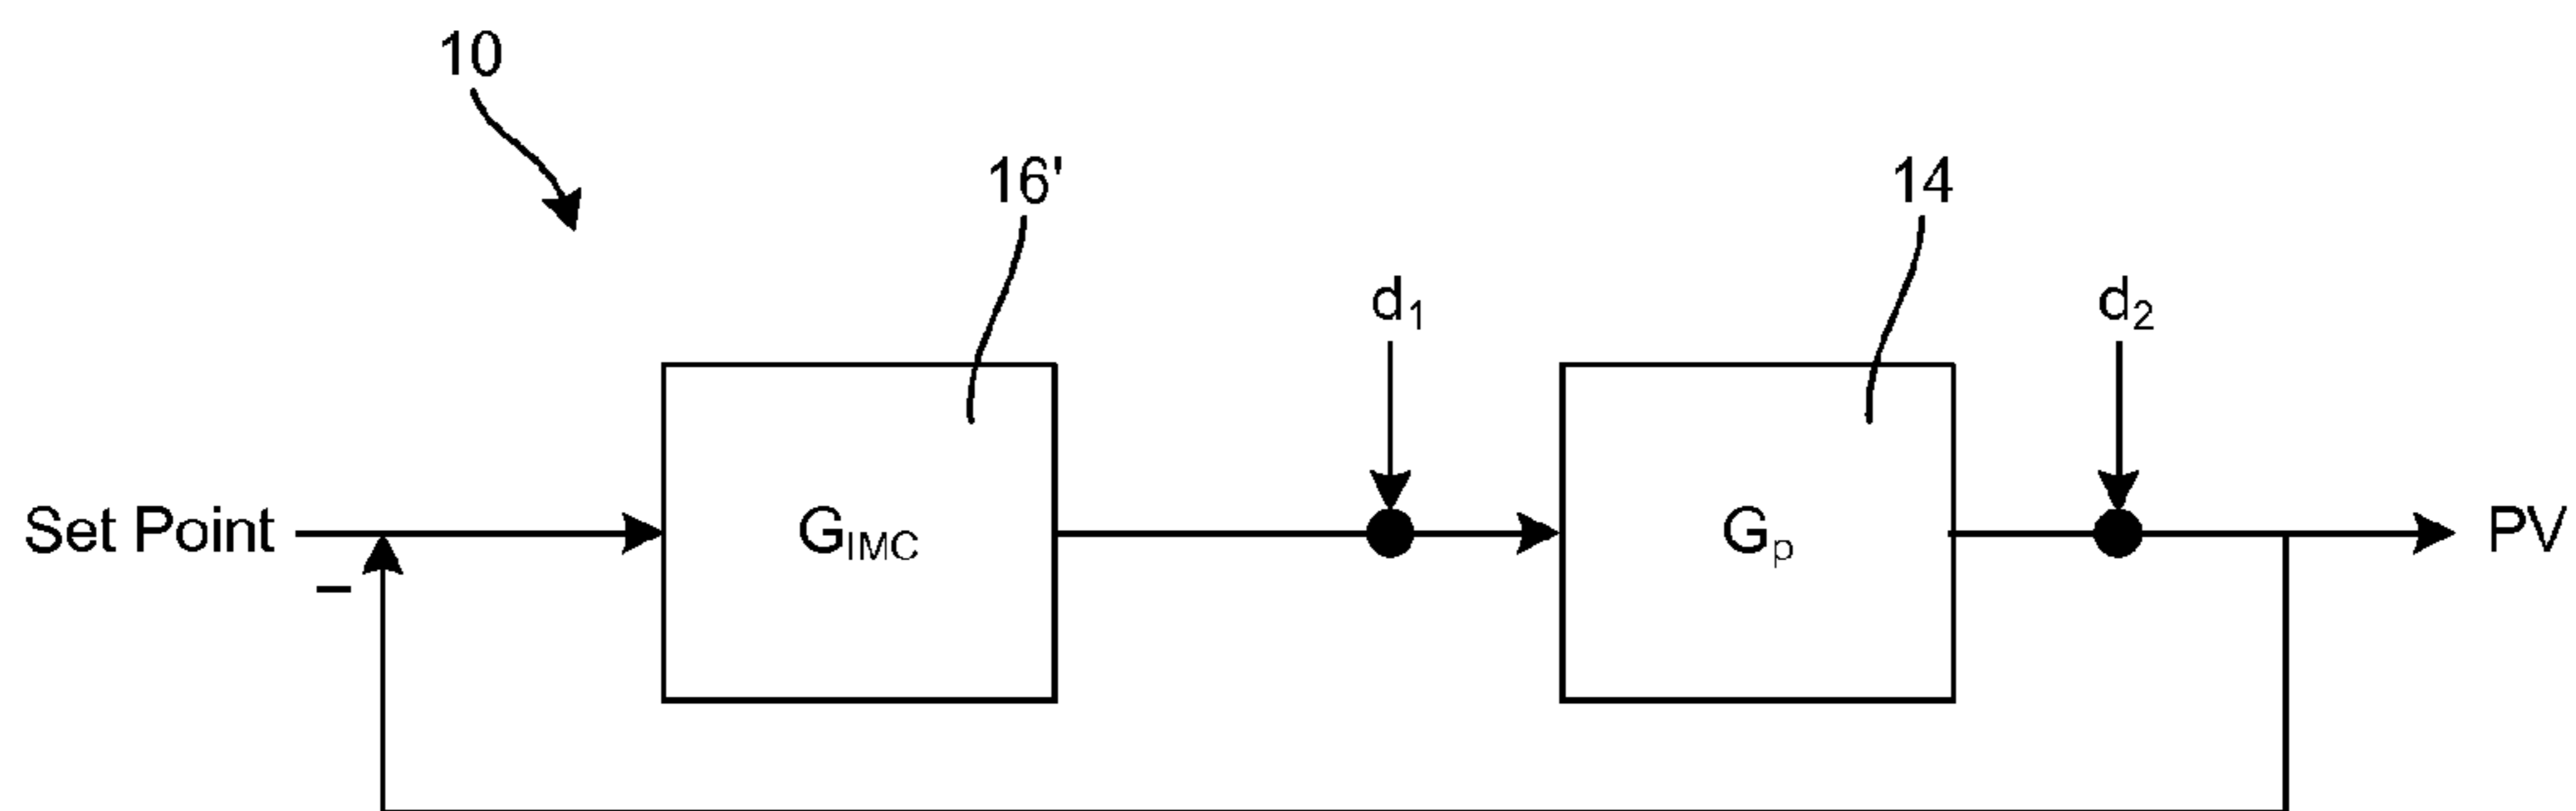 10
16'
14
d₁
d₂
Set Point
G_IMC
G_p
PV
–